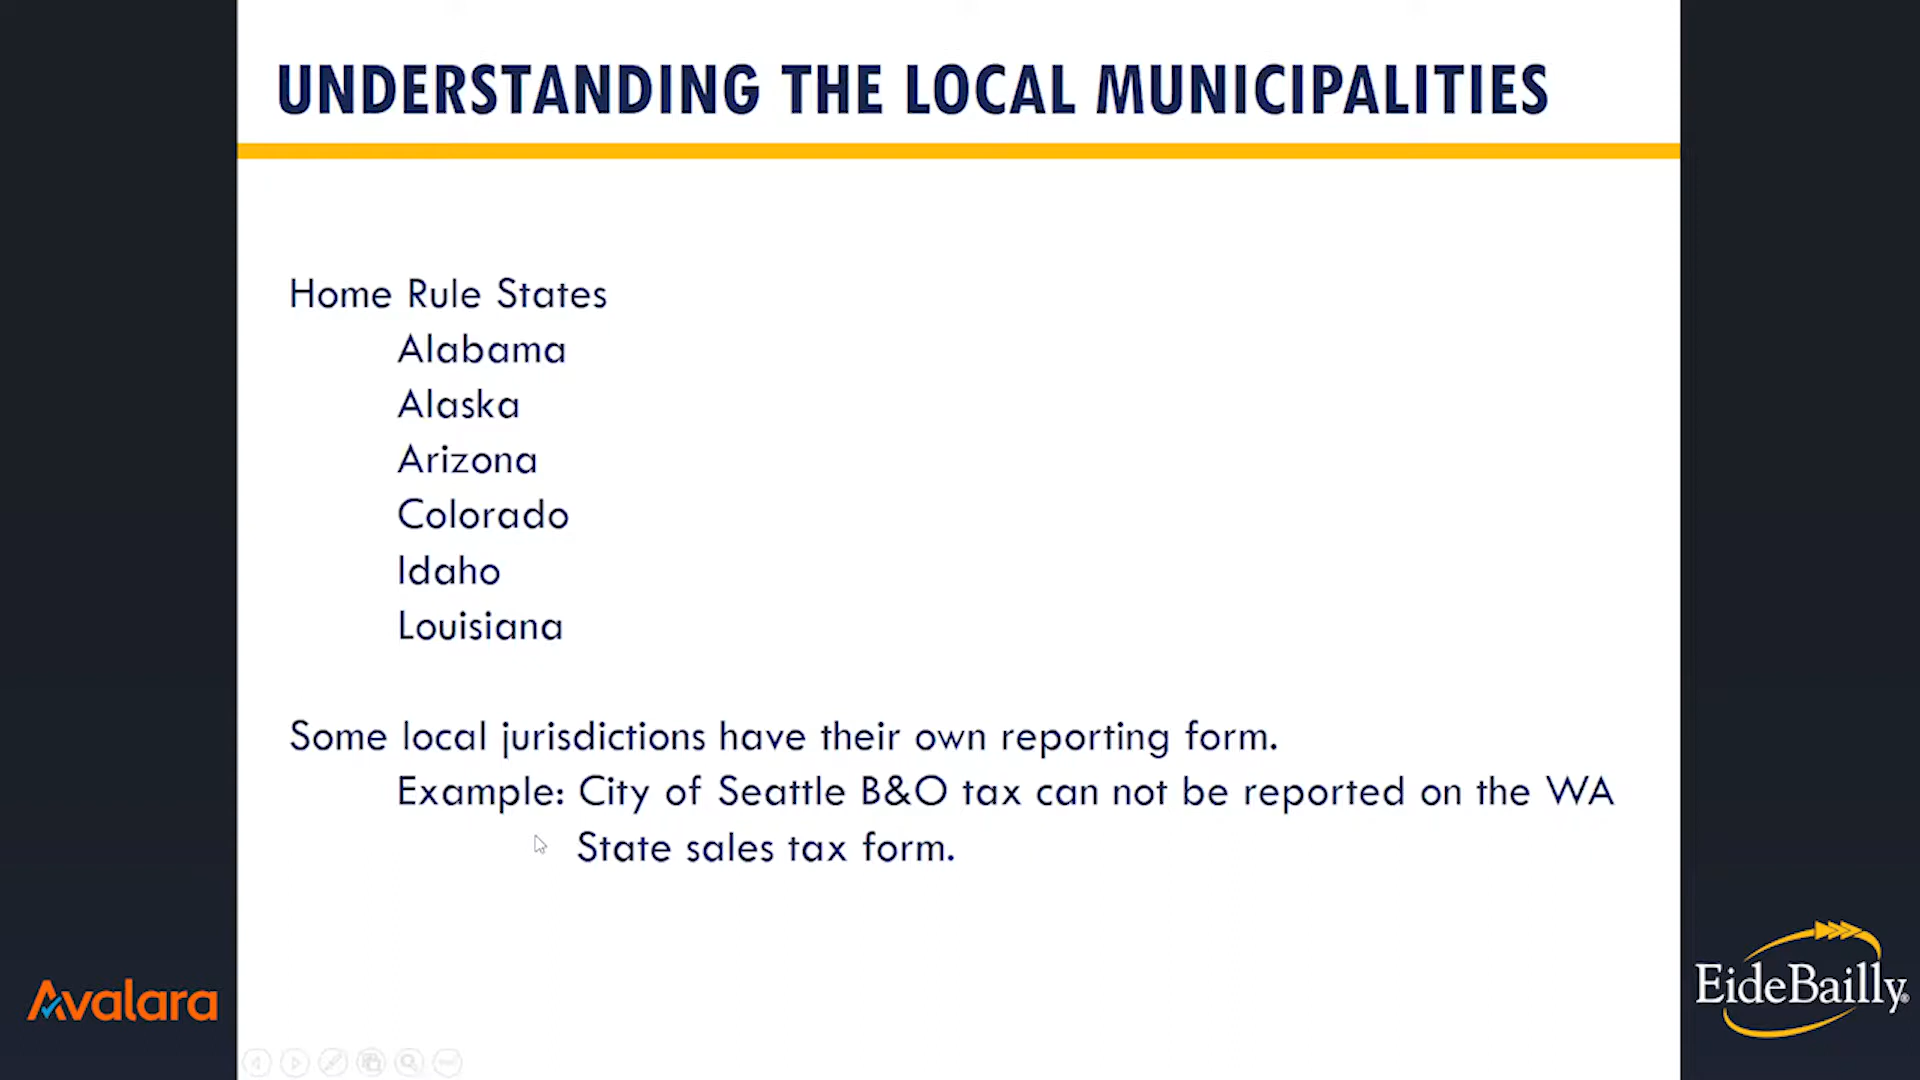 UNDERSTANDING THE LOCAL MUNICIPALITIES
Home Rule States
Alabama
Alaska
Arizona
Colorado
Idaho
Louisiana
Some local jurisdictions have their own reporting form.
Example: City of Seattle B&O tax can not be reported on the WA
State sales tax form.
Avalara
EideBailly®